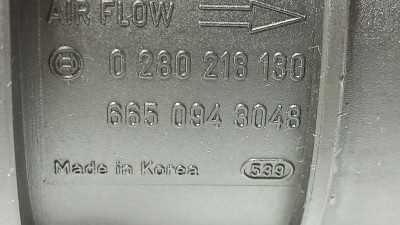 AIR FLOW
0 280 218 190
665 094 3048
Made in Korea 539